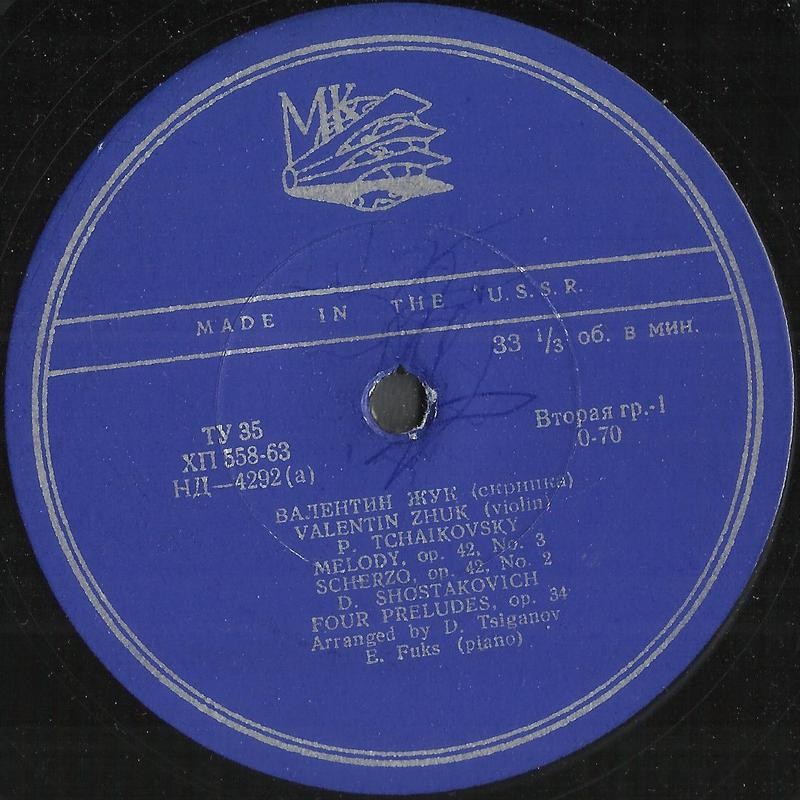 МК
MADE IN THE U.S.S.R.
33 1/3 об. в мин.
ТУ 35
ХП 558-63
НД—4292(а)
Вторая гр.-1
0-70
ВАЛЕНТИН ЖУК (скрипка)
VALENTIN ZHUK (violin)
P. TCHAIKOVSKY
MELODY, op. 42, No. 3
SCHERZO, op. 42, No. 2
D. SHOSTAKOVICH
FOUR PRELUDES, op. 34
Arranged by D. Tsiganov
E. Fuks (piano)